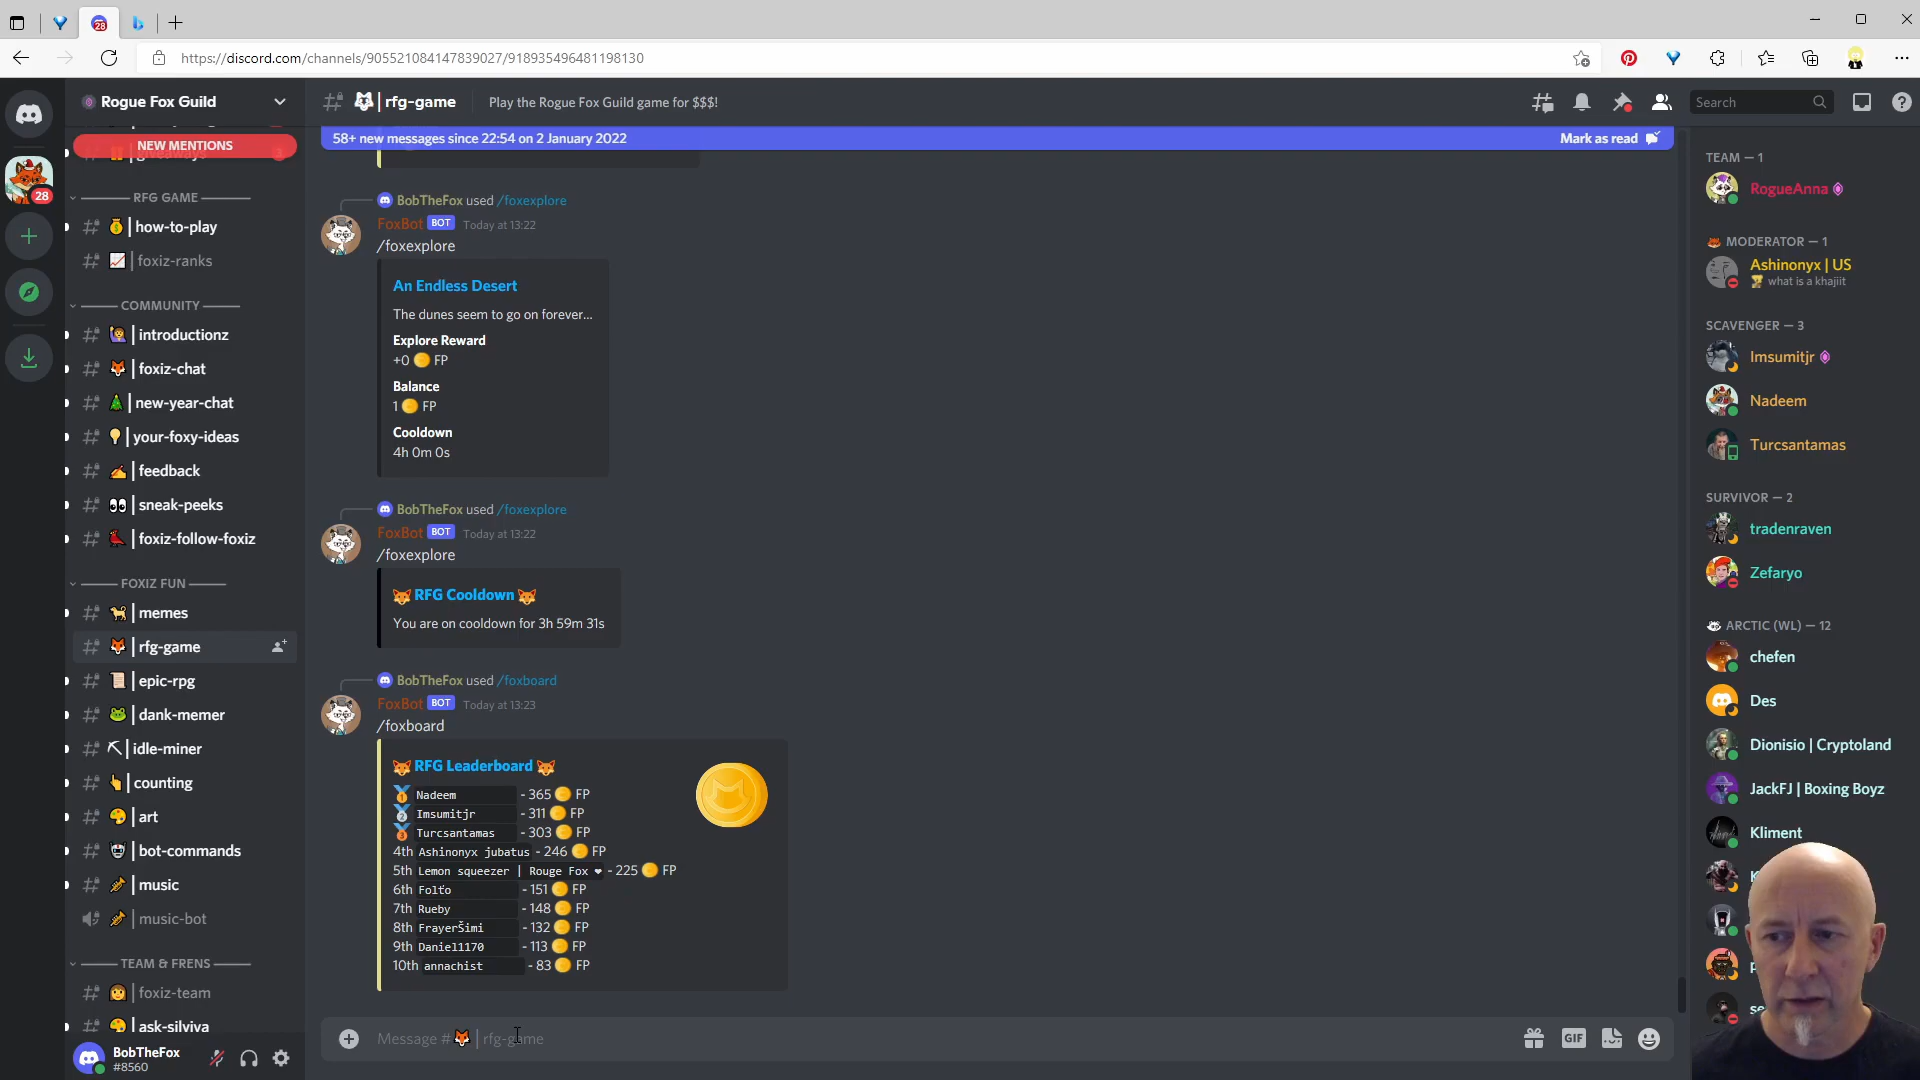 28
https://discord.com/channels/905521084147839027/918935496481198130
Rogue Fox Guild
NEW MENTIONS
giveaways
28
RFG GAME
how-to-play
foxiz-ranks
COMMUNITY
introductionz
foxiz-chat
new-year-chat
your-foxy-ideas
feedback
sneak-peeks
foxiz-follow-foxiz
FOXIZ FUN
memes
rfg-game
epic-rpg
dank-memer
idle-miner
counting
art
bot-commands
music
music-bot
TEAM & FRENS
foxiz-team
ask-silviva
BobTheFox
#8560
rfg-game
Play the Rogue Fox Guild game for $$$!
Search
58+ new messages since 22:54 on 2 January 2022
Mark as read
BobTheFox used /foxexplore
FoxBot BOT Today at 13:22
/foxexplore
An Endless Desert
The dunes seem to go on forever...
Explore Reward
+0 FP
Balance
1 FP
Cooldown
4h 0m 0s
BobTheFox used /foxexplore
FoxBot BOT Today at 13:22
/foxexplore
RFG Cooldown
You are on cooldown for 3h 59m 31s
BobTheFox used /foxboard
FoxBot BOT Today at 13:23
/foxboard
RFG Leaderboard
Nadeem - 365 FP
Imsumitjr - 311 FP
Turcsantamas - 303 FP
4th Ashinonyx jubatus - 246 FP
5th Lemon squeezer | Rouge Fox ❤ - 225 FP
6th Folťo - 151 FP
7th Rueby - 148 FP
8th FrayerŠimi - 132 FP
9th Daniel1170 - 113 FP
10th annachist - 83 FP
Message # | rfg-game
GIF
TEAM — 1
RogueAnna
MODERATOR — 1
Ashinonyx | US
what is a khajiit
SCAVENGER — 3
Imsumitjr
Nadeem
Turcsantamas
SURVIVOR — 2
tradenraven
Zefaryo
ARCTIC (WL) — 12
chefen
Des
Dionisio | Cryptoland
JackFJ | Boxing Boyz
Kliment